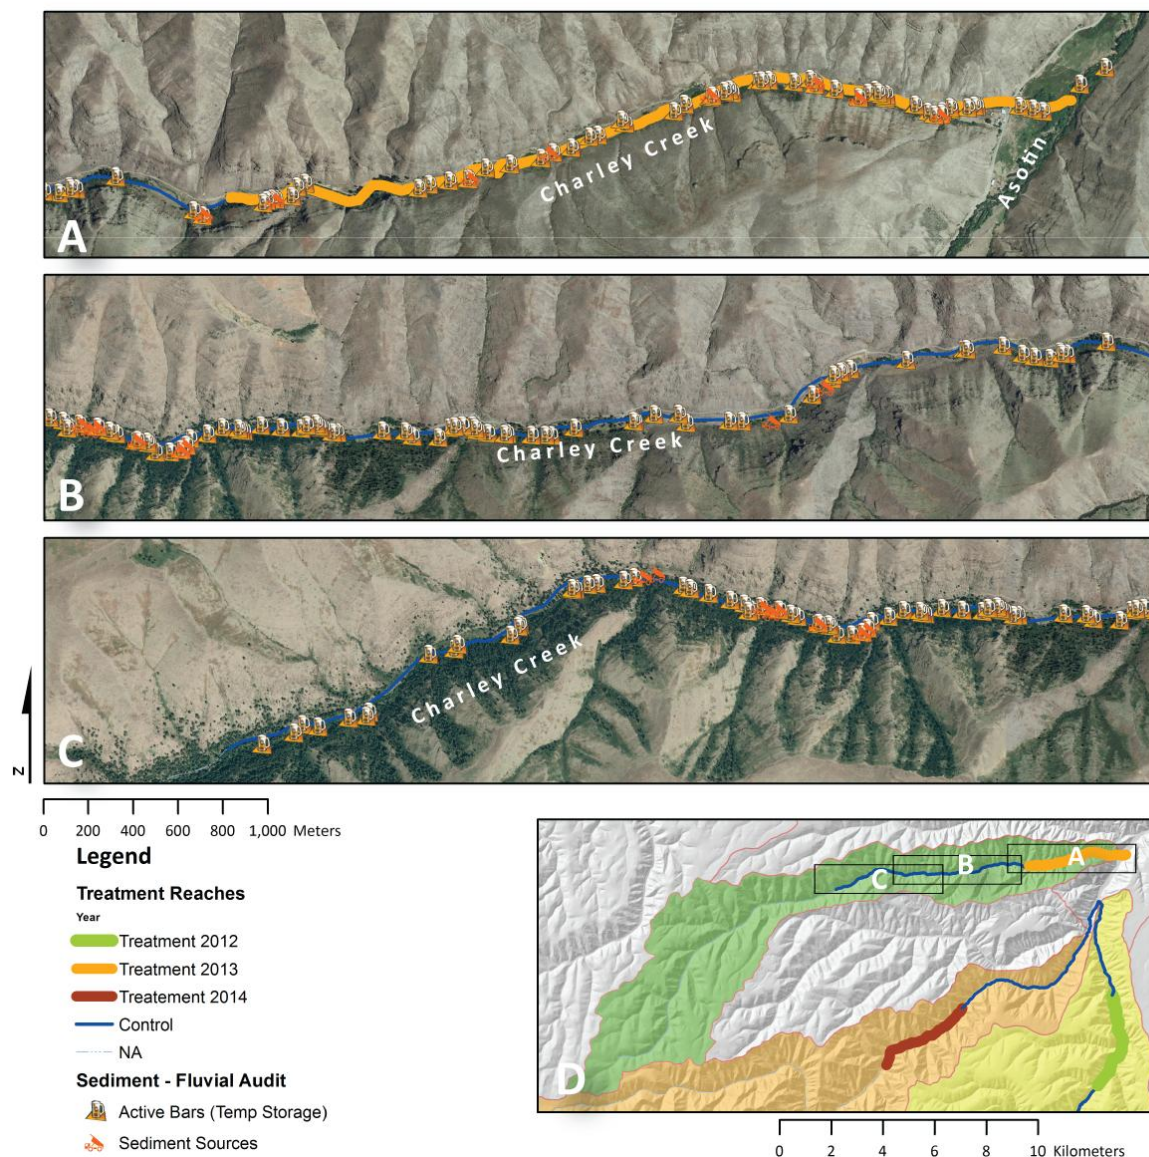 Charley Creek
Asotin
A
Charley Creek
B
Charley Creek
C
N
0 200 400 600 800 1,000 Meters
Legend
Treatment Reaches
Year
Treatment 2012
Treatment 2013
Treatement 2014
Control
NA
Sediment - Fluvial Audit
Active Bars (Temp Storage)
Sediment Sources
A
B
C
D
0 2 4 6 8 10 Kilometers